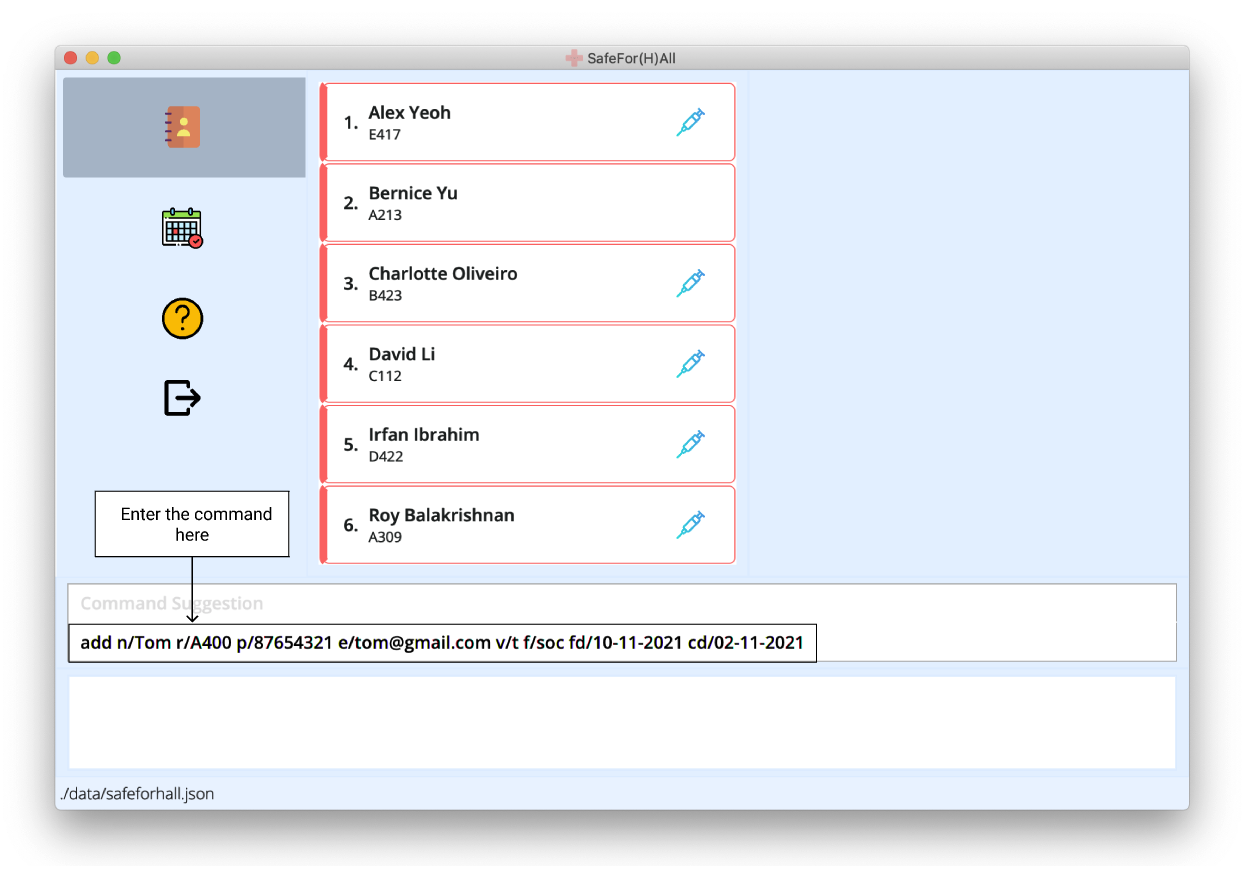 SafeFor(H)All
1. Alex Yeoh
E417
2. Bernice Yu
A213
3. Charlotte Oliveiro
B423
4. David Li
C112
5. Irfan Ibrahim
D422
6. Roy Balakrishnan
A309
Enter the command
here
Command Suggestion
add n/Tom r/A400 p/87654321 e/tom@gmail.com v/t f/soc fd/10-11-2021 cd/02-11-2021
./data/safeforhall.json